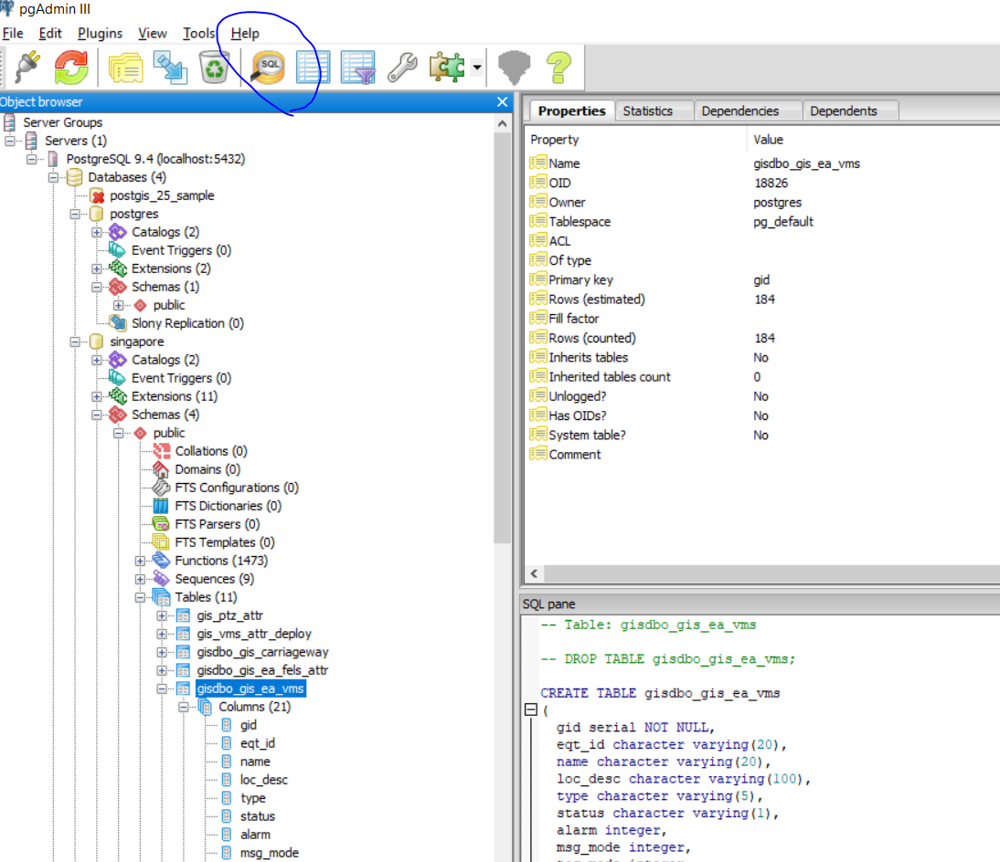 pgAdmin III
File Edit Plugins View Tools Help
SQL
Object browser
Server Groups
Servers (1)
PostgreSQL 9.4 (localhost:5432)
Databases (4)
postgis_25_sample
postgres
Catalogs (2)
Event Triggers (0)
Extensions (2)
Schemas (1)
public
Slony Replication (0)
singapore
Catalogs (2)
Event Triggers (0)
Extensions (11)
Schemas (4)
public
Collations (0)
Domains (0)
FTS Configurations (0)
FTS Dictionaries (0)
FTS Parsers (0)
FTS Templates (0)
Functions (1473)
Sequences (9)
Tables (11)
gis_ptz_attr
gis_vms_attr_deploy
gisdbo_gis_carriageway
gisdbo_gis_ea_fels_attr
gisdbo_gis_ea_vms
Columns (21)
gid
eqt_id
name
loc_desc
type
status
alarm
msg_mode
Properties Statistics Dependencies Dependents
Property Value
Name gisdbo_gis_ea_vms
OID 18826
Owner postgres
Tablespace pg_default
ACL
Of type
Primary key gid
Rows (estimated) 184
Fill factor
Rows (counted) 184
Inherits tables No
Inherited tables count 0
Unlogged? No
Has OIDs? No
System table? No
Comment
SQL pane
-- Table: gisdbo_gis_ea_vms
-- DROP TABLE gisdbo_gis_ea_vms;
CREATE TABLE gisdbo_gis_ea_vms
(
gid serial NOT NULL,
eqt_id character varying(20),
name character varying(20),
loc_desc character varying(100),
type character varying(5),
status character varying(1),
alarm integer,
msg_mode integer,